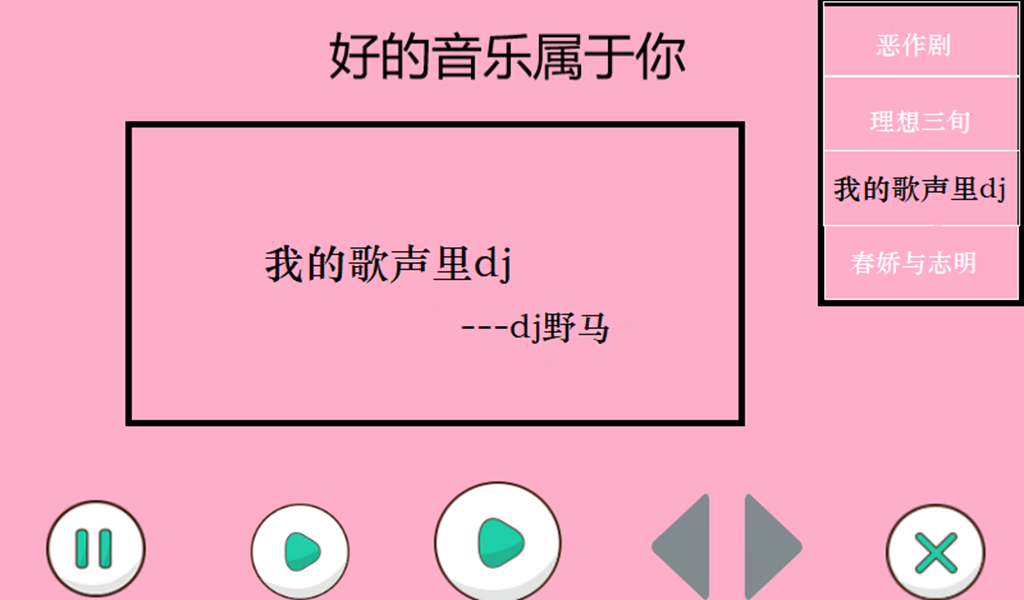 好的音乐属于你
我的歌声里dj
---dj野马
恶作剧
理想三旬
我的歌声里dj
春娇与志明